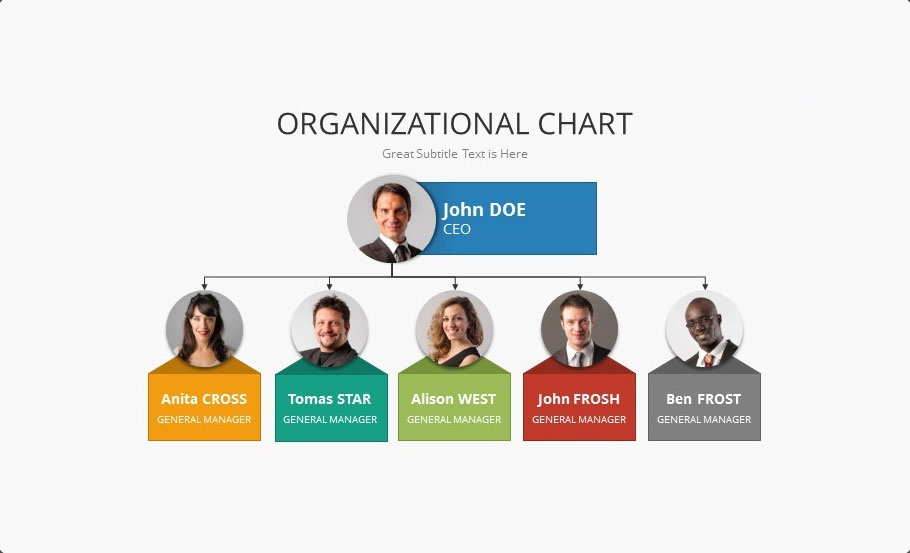 ORGANIZATIONAL CHART
Great Subtitle Text is Here
John DOE
CEO
Anita CROSS
GENERAL MANAGER
Tomas STAR
GENERAL MANAGER
Alison WEST
GENERAL MANAGER
John FROSH
GENERAL MANAGER
Ben FROST
GENERAL MANAGER